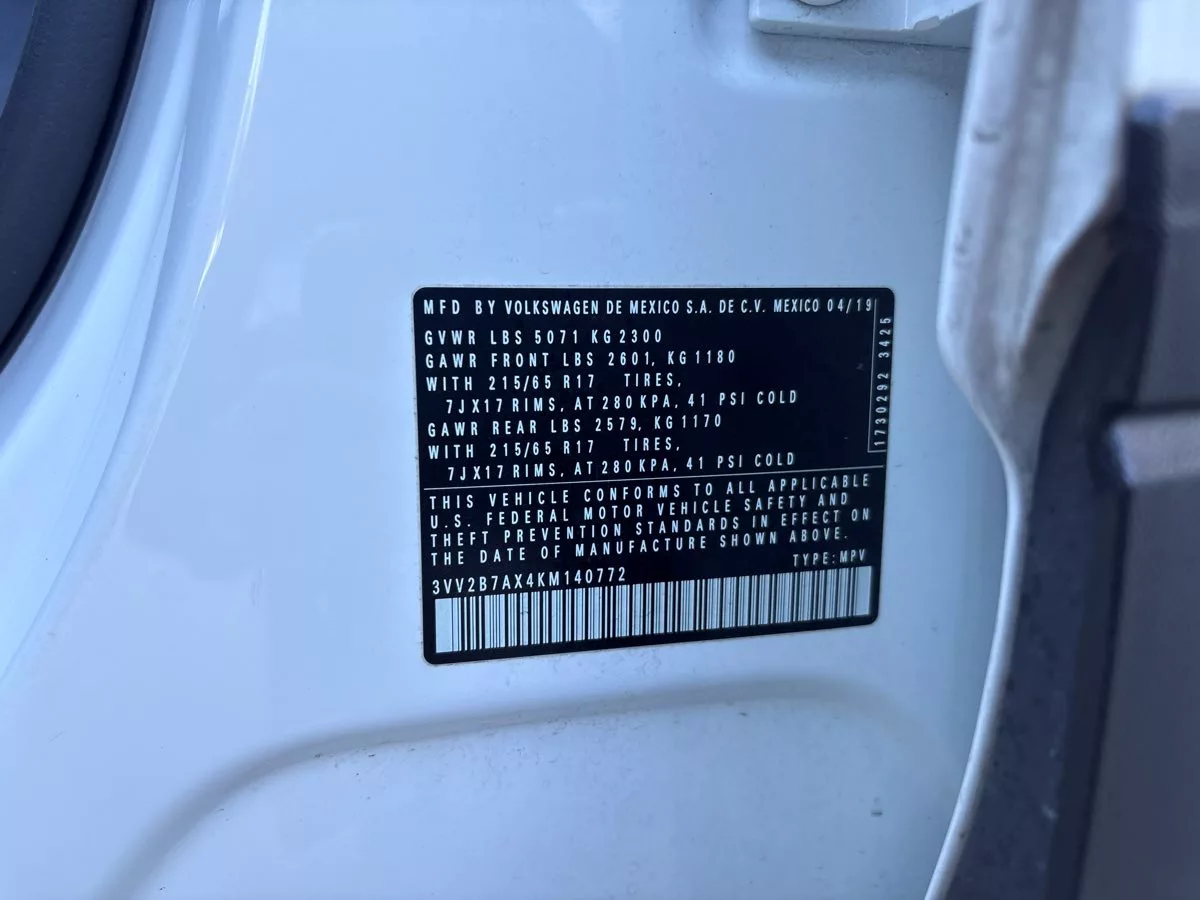 MFD BY VOLKSWAGEN DE MEXICO S.A. DE C.V. MEXICO 04/19
GVWR LBS 5071 KG 2300
GAWR FRONT LBS 2601, KG 1180
WITH 215/65 R17 TIRES,
7JX17 RIMS, AT 280 KPA, 41 PSI COLD
GAWR REAR LBS 2579, KG 1170
WITH 215/65 R17 TIRES,
7JX17 RIMS, AT 280 KPA, 41 PSI COLD
1730292 3425
THIS VEHICLE CONFORMS TO ALL APPLICABLE
U.S. FEDERAL MOTOR VEHICLE SAFETY AND
THEFT PREVENTION STANDARDS IN EFFECT ON
THE DATE OF MANUFACTURE SHOWN ABOVE.
TYPE: MPV
3VV2B7AX4KM140772